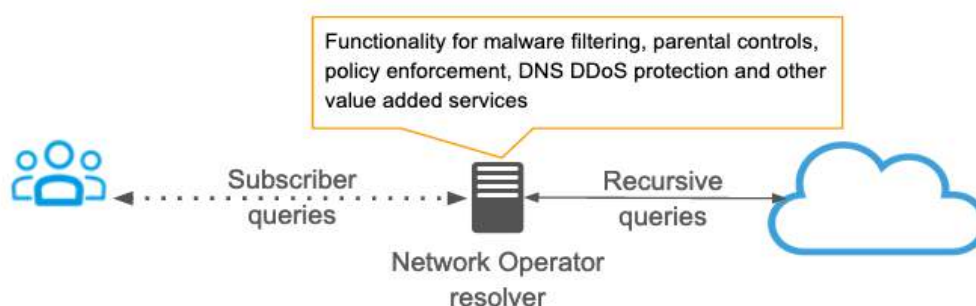 Functionality for malware filtering, parental controls,
policy enforcement, DNS DDoS protection and other
value added services
Subscriber
queries
Recursive
queries
Network Operator
resolver